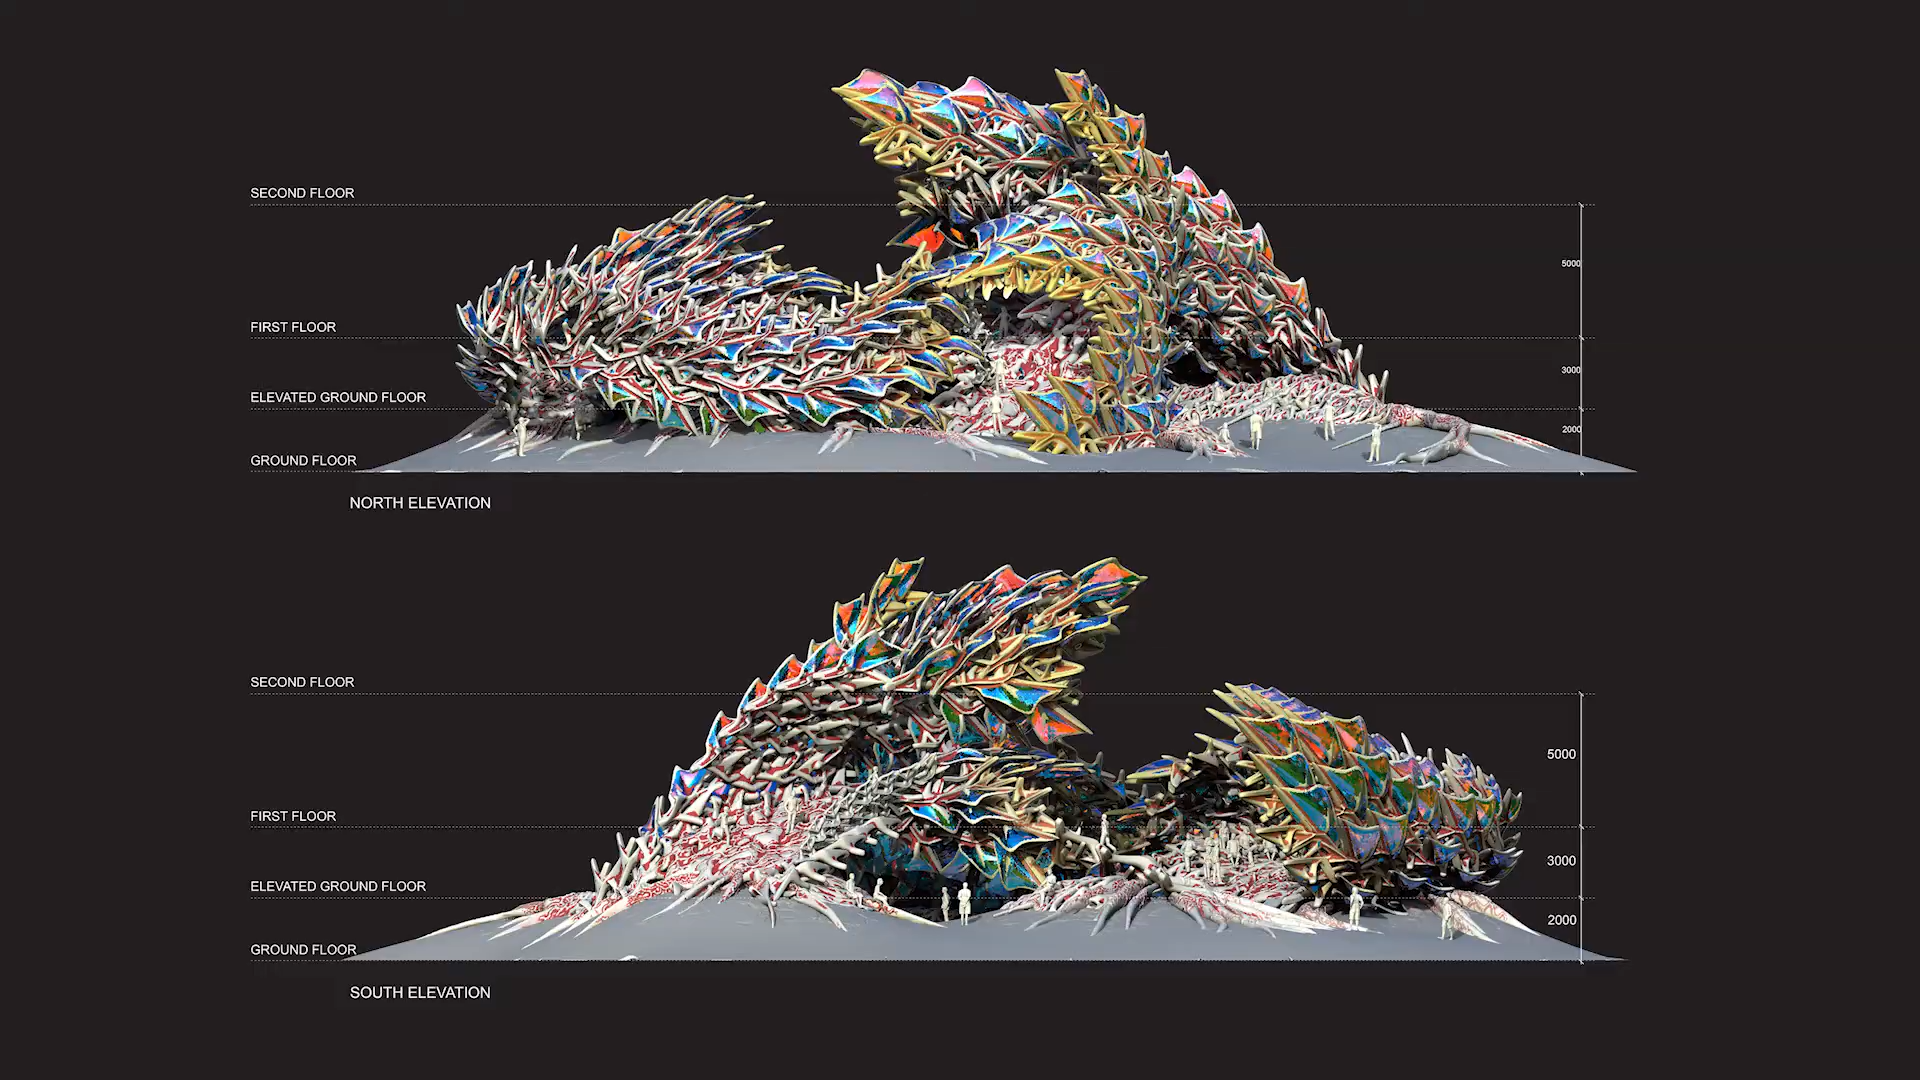 SECOND FLOOR
5000
FIRST FLOOR
3000
ELEVATED GROUND FLOOR
2000
GROUND FLOOR
NORTH ELEVATION
SECOND FLOOR
5000
FIRST FLOOR
3000
ELEVATED GROUND FLOOR
2000
GROUND FLOOR
SOUTH ELEVATION